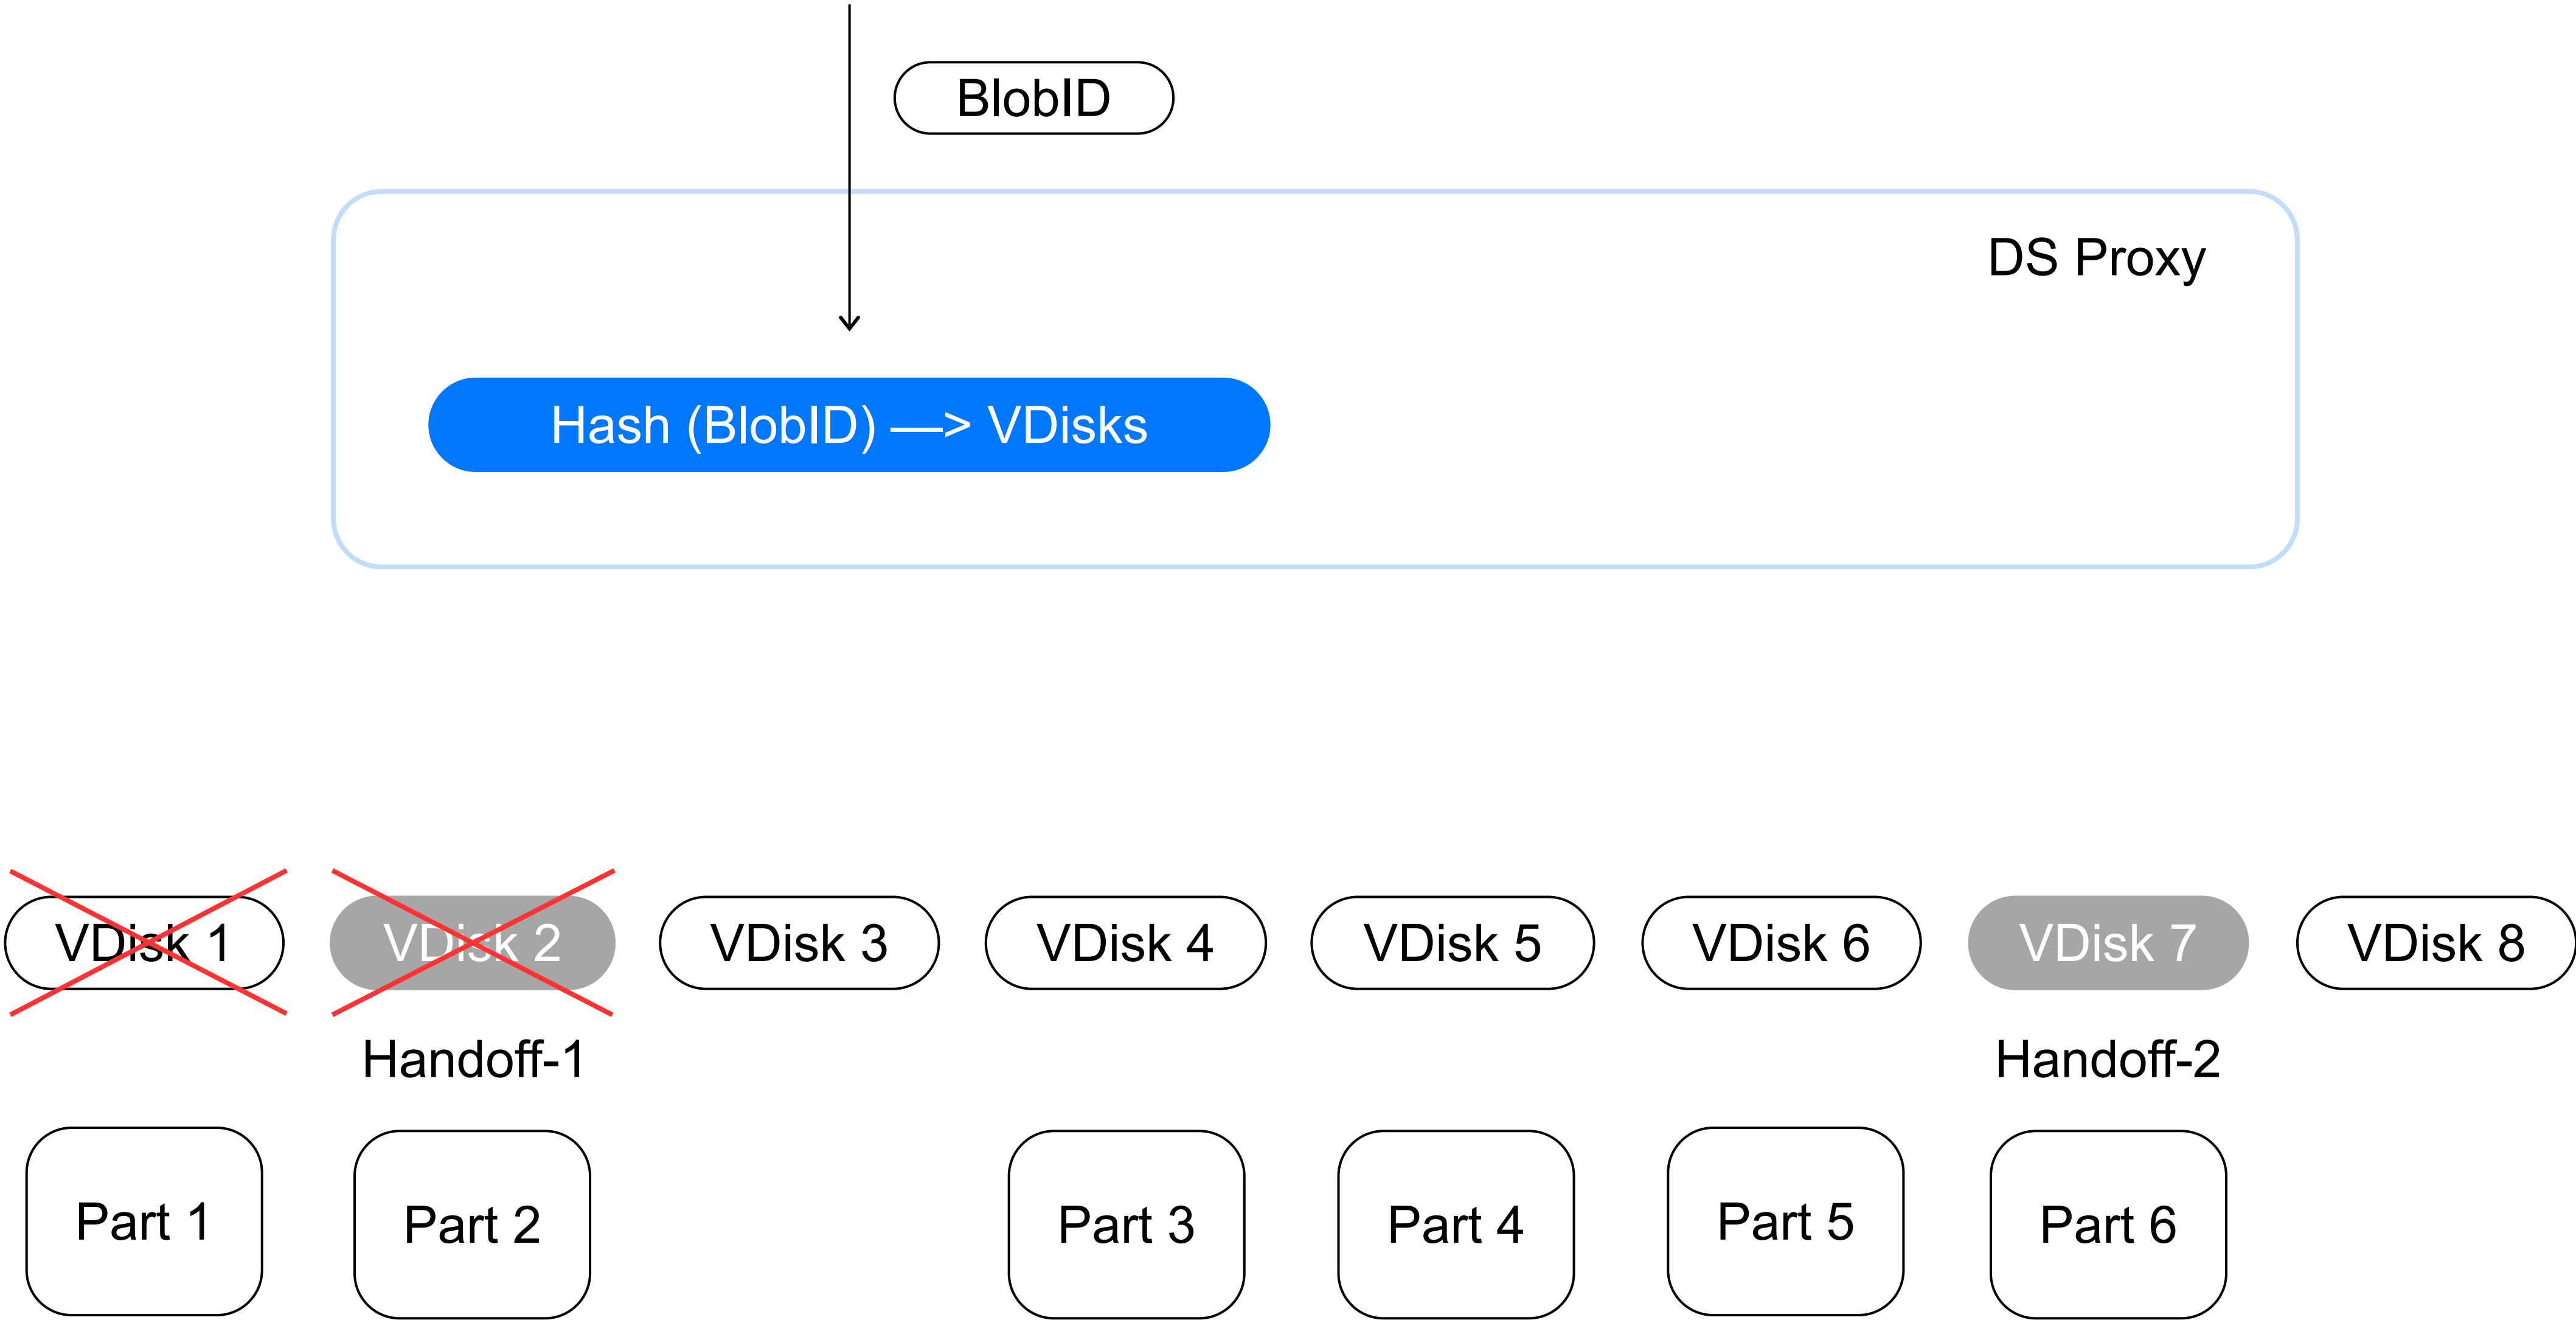 BlobID
DS Proxy
Hash (BlobID) —> VDisks
VDisk 1
VDisk 2
VDisk 3
VDisk 4
VDisk 5
VDisk 6
VDisk 7
VDisk 8
Handoff-1
Handoff-2
Part 1
Part 2
Part 3
Part 4
Part 5
Part 6